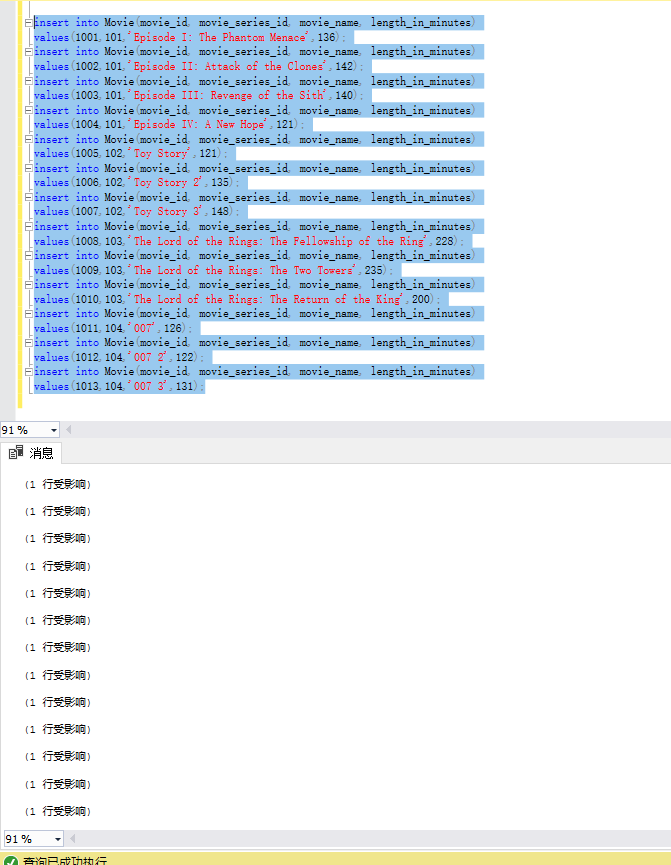 insert into Movie(movie_id, movie_series_id, movie_name, length_in_minutes)
values(1001,101,'Episode I: The Phantom Menace',136);
insert into Movie(movie_id, movie_series_id, movie_name, length_in_minutes)
values(1002,101,'Episode II: Attack of the Clones',142);
insert into Movie(movie_id, movie_series_id, movie_name, length_in_minutes)
values(1003,101,'Episode III: Revenge of the Sith',140);
insert into Movie(movie_id, movie_series_id, movie_name, length_in_minutes)
values(1004,101,'Episode IV: A New Hope',121);
insert into Movie(movie_id, movie_series_id, movie_name, length_in_minutes)
values(1005,102,'Toy Story',121);
insert into Movie(movie_id, movie_series_id, movie_name, length_in_minutes)
values(1006,102,'Toy Story 2',135);
insert into Movie(movie_id, movie_series_id, movie_name, length_in_minutes)
values(1007,102,'Toy Story 3',148);
insert into Movie(movie_id, movie_series_id, movie_name, length_in_minutes)
values(1008,103,'The Lord of the Rings: The Fellowship of the Ring',228);
insert into Movie(movie_id, movie_series_id, movie_name, length_in_minutes)
values(1009,103,'The Lord of the Rings: The Two Towers',235);
insert into Movie(movie_id, movie_series_id, movie_name, length_in_minutes)
values(1010,103,'The Lord of the Rings: The Return of the King',200);
insert into Movie(movie_id, movie_series_id, movie_name, length_in_minutes)
values(1011,104,'007',126);
insert into Movie(movie_id, movie_series_id, movie_name, length_in_minutes)
values(1012,104,'007 2',122);
insert into Movie(movie_id, movie_series_id, movie_name, length_in_minutes)
values(1013,104,'007 3',131);
91 %
消息
(1 行受影响)
(1 行受影响)
(1 行受影响)
(1 行受影响)
(1 行受影响)
(1 行受影响)
(1 行受影响)
(1 行受影响)
(1 行受影响)
(1 行受影响)
(1 行受影响)
(1 行受影响)
(1 行受影响)
91 %
查询已成功执行